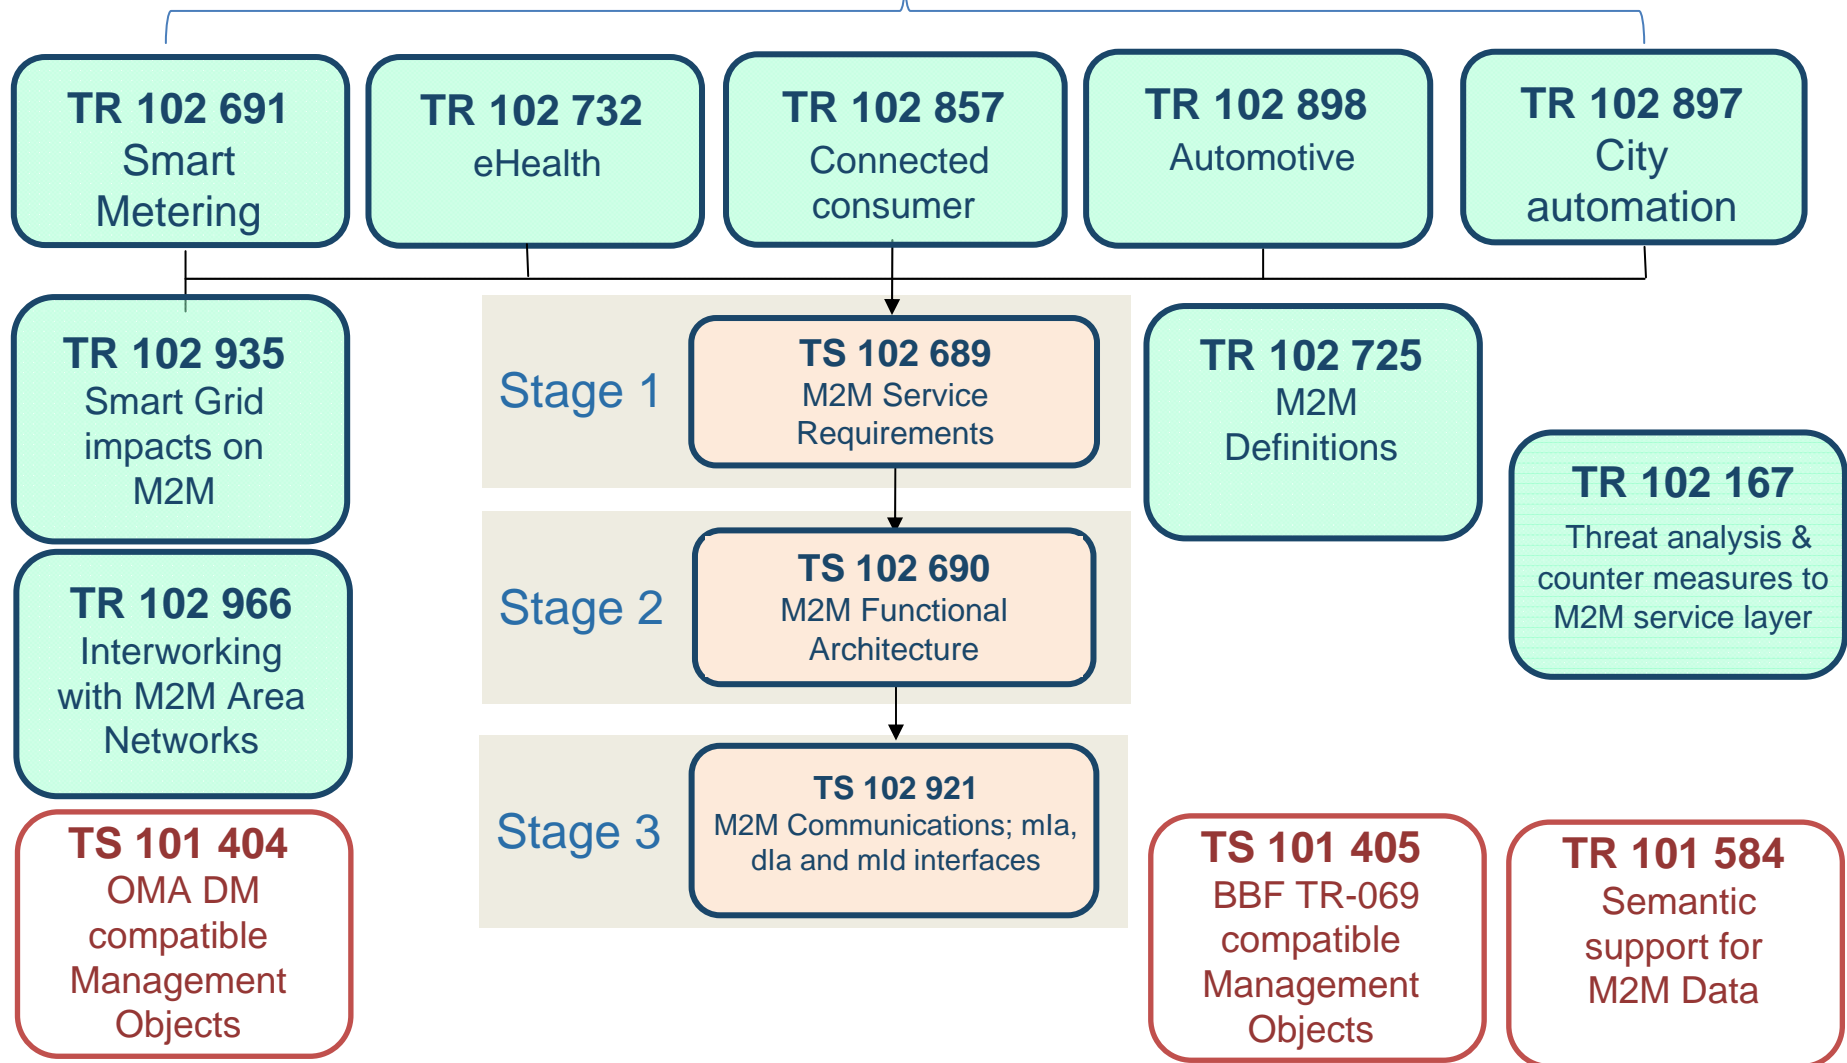 TR 102 691
Smart
Metering
TR 102 732
eHealth
TR 102 857
Connected
consumer
TR 102 898
Automotive
TR 102 897
City
automation
TR 102 935
Smart Grid
impacts on
M2M
Stage 1
TS 102 689
M2M Service
Requirements
TR 102 725
M2M
Definitions
TR 102 167
Threat analysis &
counter measures to
M2M service layer
TR 102 966
Interworking
with M2M Area
Networks
Stage 2
TS 102 690
M2M Functional
Architecture
Stage 3
TS 102 921
M2M Communications; mIa,
dIa and mId interfaces
TS 101 404
OMA DM
compatible
Management
Objects
TS 101 405
BBF TR-069
compatible
Management
Objects
TR 101 584
Semantic
support for
M2M Data